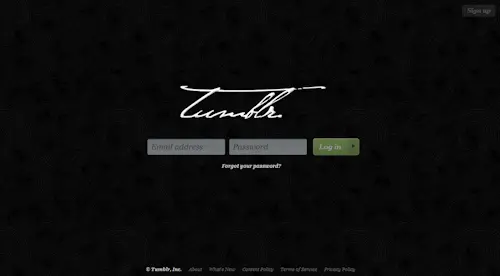 Sign up
Tumblr.
Email address Password Log in
Forgot your password?
© Tumblr, Inc. About What's New Content Policy Terms of Service Privacy Policy